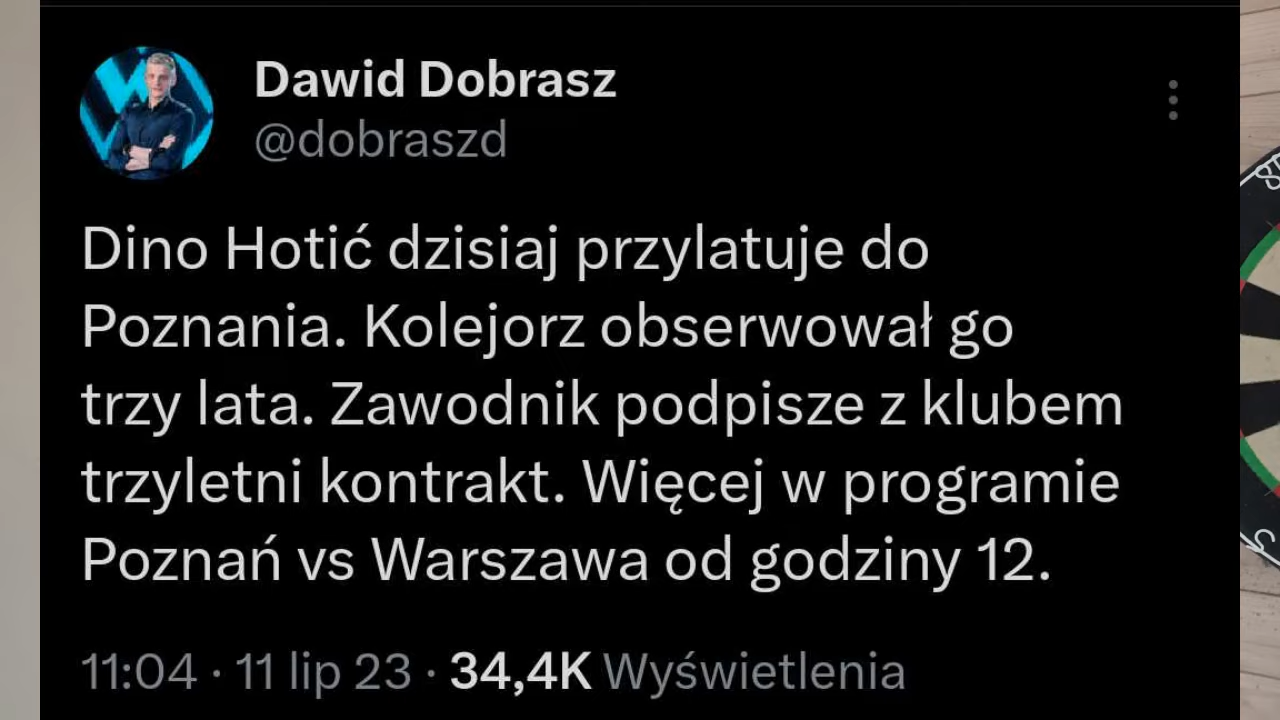 Dawid Dobrasz
@dobraszd
Dino Hotić dzisiaj przylatuje do
Poznania. Kolejorz obserwował go
trzy lata. Zawodnik podpisze z klubem
trzyletni kontrakt. Więcej w programie
Poznań vs Warszawa od godziny 12.
11:04 · 11 lip 23 · 34,4K Wyświetlenia